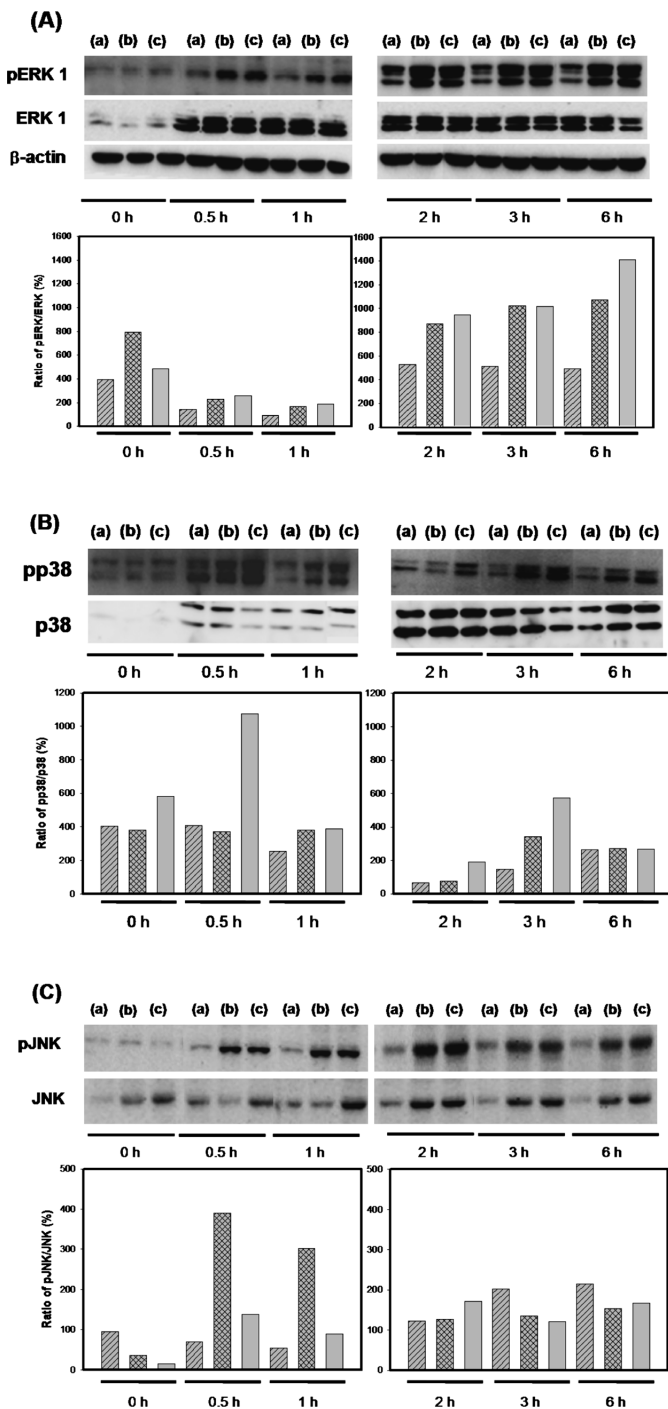 (A)
(a) (b) (c) (a) (b) (c) (a) (b) (c) (a) (b) (c) (a) (b) (c) (a) (b) (c)
pERK 1
ERK 1
β-actin
0 h 0.5 h 1 h 2 h 3 h 6 h
Ratio of pERK/ERK (%)
1600 1600
1400 1400
1200 1200
1000 1000
800 800
600 600
400 400
200 200
0 0
0 h 0.5 h 1 h 2 h 3 h 6 h
(B)
(a) (b) (c) (a) (b) (c) (a) (b) (c) (a) (b) (c) (a) (b) (c) (a) (b) (c)
pp38
p38
0 h 0.5 h 1 h 2 h 3 h 6 h
Ratio of pp38/p38 (%)
1200 1200
1000 1000
800 800
600 600
400 400
200 200
0 0
0 h 0.5 h 1 h 2 h 3 h 6 h
(C)
(a) (b) (c) (a) (b) (c) (a) (b) (c) (a) (b) (c) (a) (b) (c) (a) (b) (c)
pJNK
JNK
0 h 0.5 h 1 h 2 h 3 h 6 h
Ratio of pJNK/JNK (%)
500 500
400 400
300 300
200 200
100 100
0 0
0 h 0.5 h 1 h 2 h 3 h 6 h